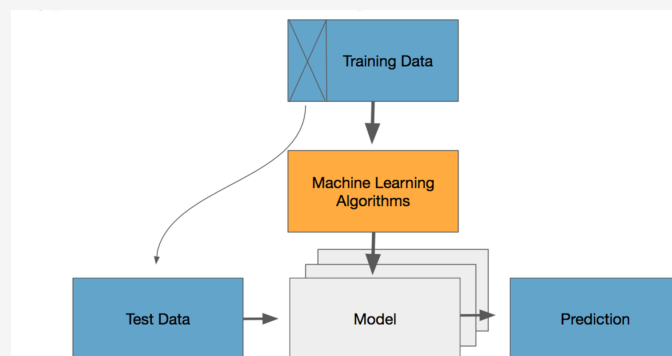 Training Data
Machine Learning
Algorithms
Test Data
Model
Prediction